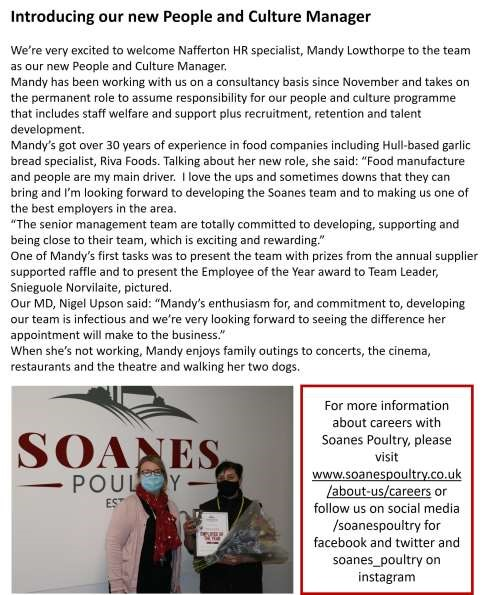 Introducing our new People and Culture Manager
We’re very excited to welcome Nafferton HR specialist, Mandy Lowthorpe to the team
as our new People and Culture Manager.
Mandy has been working with us on a consultancy basis since November and takes on
the permanent role to assume responsibility for our people and culture programme
that includes staff welfare and support plus recruitment, retention and talent
development.
Mandy’s got over 30 years of experience in food companies including Hull-based garlic
bread specialist, Riva Foods. Talking about her new role, she said: “Food manufacture
and people are my main driver.  I love the ups and sometimes downs that they can
bring and I’m looking forward to developing the Soanes team and to making us one of
the best employers in the area.
“The senior management team are totally committed to developing, supporting and
being close to their team, which is exciting and rewarding.”
One of Mandy’s first tasks was to present the team with prizes from the annual supplier
supported raffle and to present the Employee of the Year award to Team Leader,
Snieguole Norvilaite, pictured.
Our MD, Nigel Upson said: “Mandy’s enthusiasm for, and commitment to, developing
our team is infectious and we’re very looking forward to seeing the difference her
appointment will make to the business.”
When she’s not working, Mandy enjoys family outings to concerts, the cinema,
restaurants and the theatre and walking her two dogs.
SOANES
POULTRY
EST
EMPLOYEE OF
THE YEAR
For more information
about careers with
Soanes Poultry, please
visit
www.soanespoultry.co.uk
/about-us/careers or
follow us on social media
/soanespoultry for
facebook and twitter and
soanes_poultry on
instagram